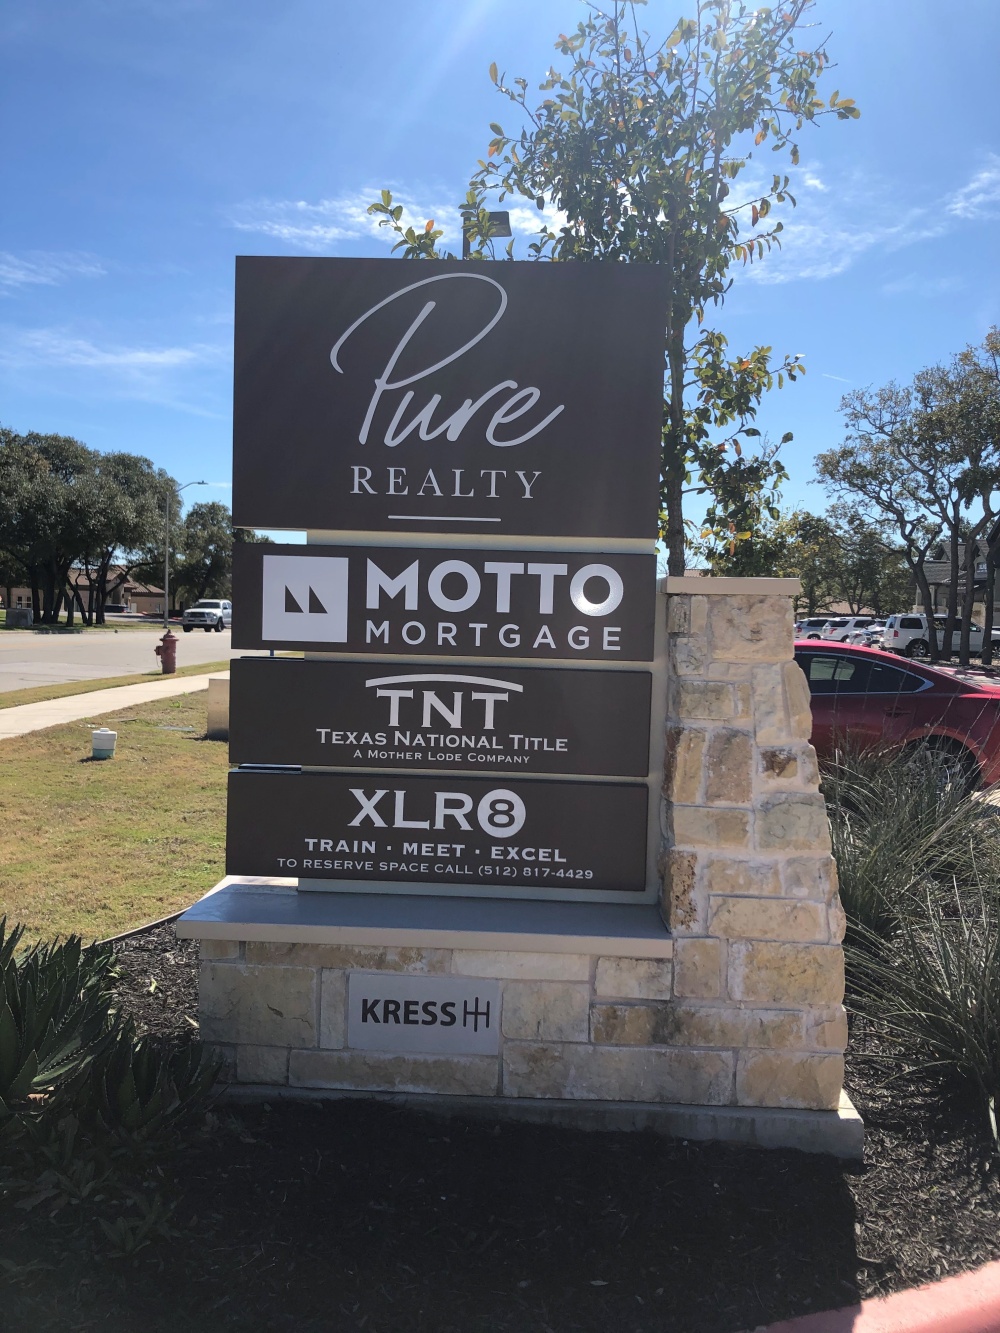 Pure
REALTY
MOTTO
MORTGAGE
TNT
TEXAS NATIONAL TITLE
A MOTHER LODE COMPANY
XLR8
TRAIN · MEET · EXCEL
TO RESERVE SPACE CALL (512) 817-4429
KRESS